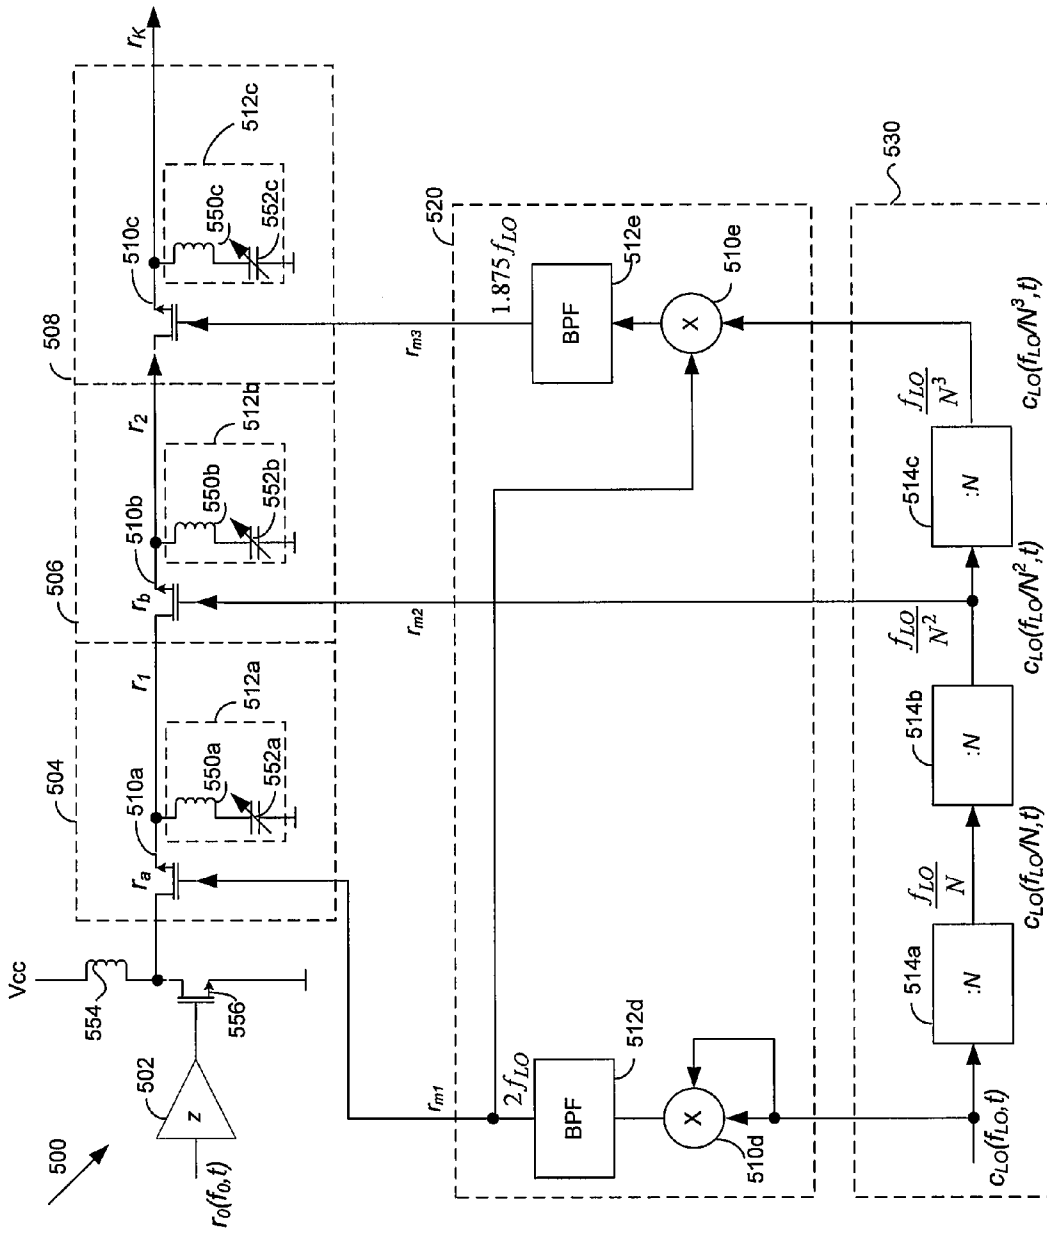 500
r0(f0,t)
502
z
Vcc
554
556
504
ra
510a
512a
550a
552a
r1
506
rb
510b
512b
550b
552b
r2
508
510c
512c
550c
552c
rK
rm1
rm2
rm3
520
2fLO
BPF
512d
X
510d
1.875fLO
BPF
512e
X
510e
530
cLO(fLO,t)
514a
:N
fLO/N
cLO(fLO/N,t)
514b
:N
fLO/N²
cLO(fLO/N²,t)
514c
:N
fLO/N³
cLO(fLO/N³,t)